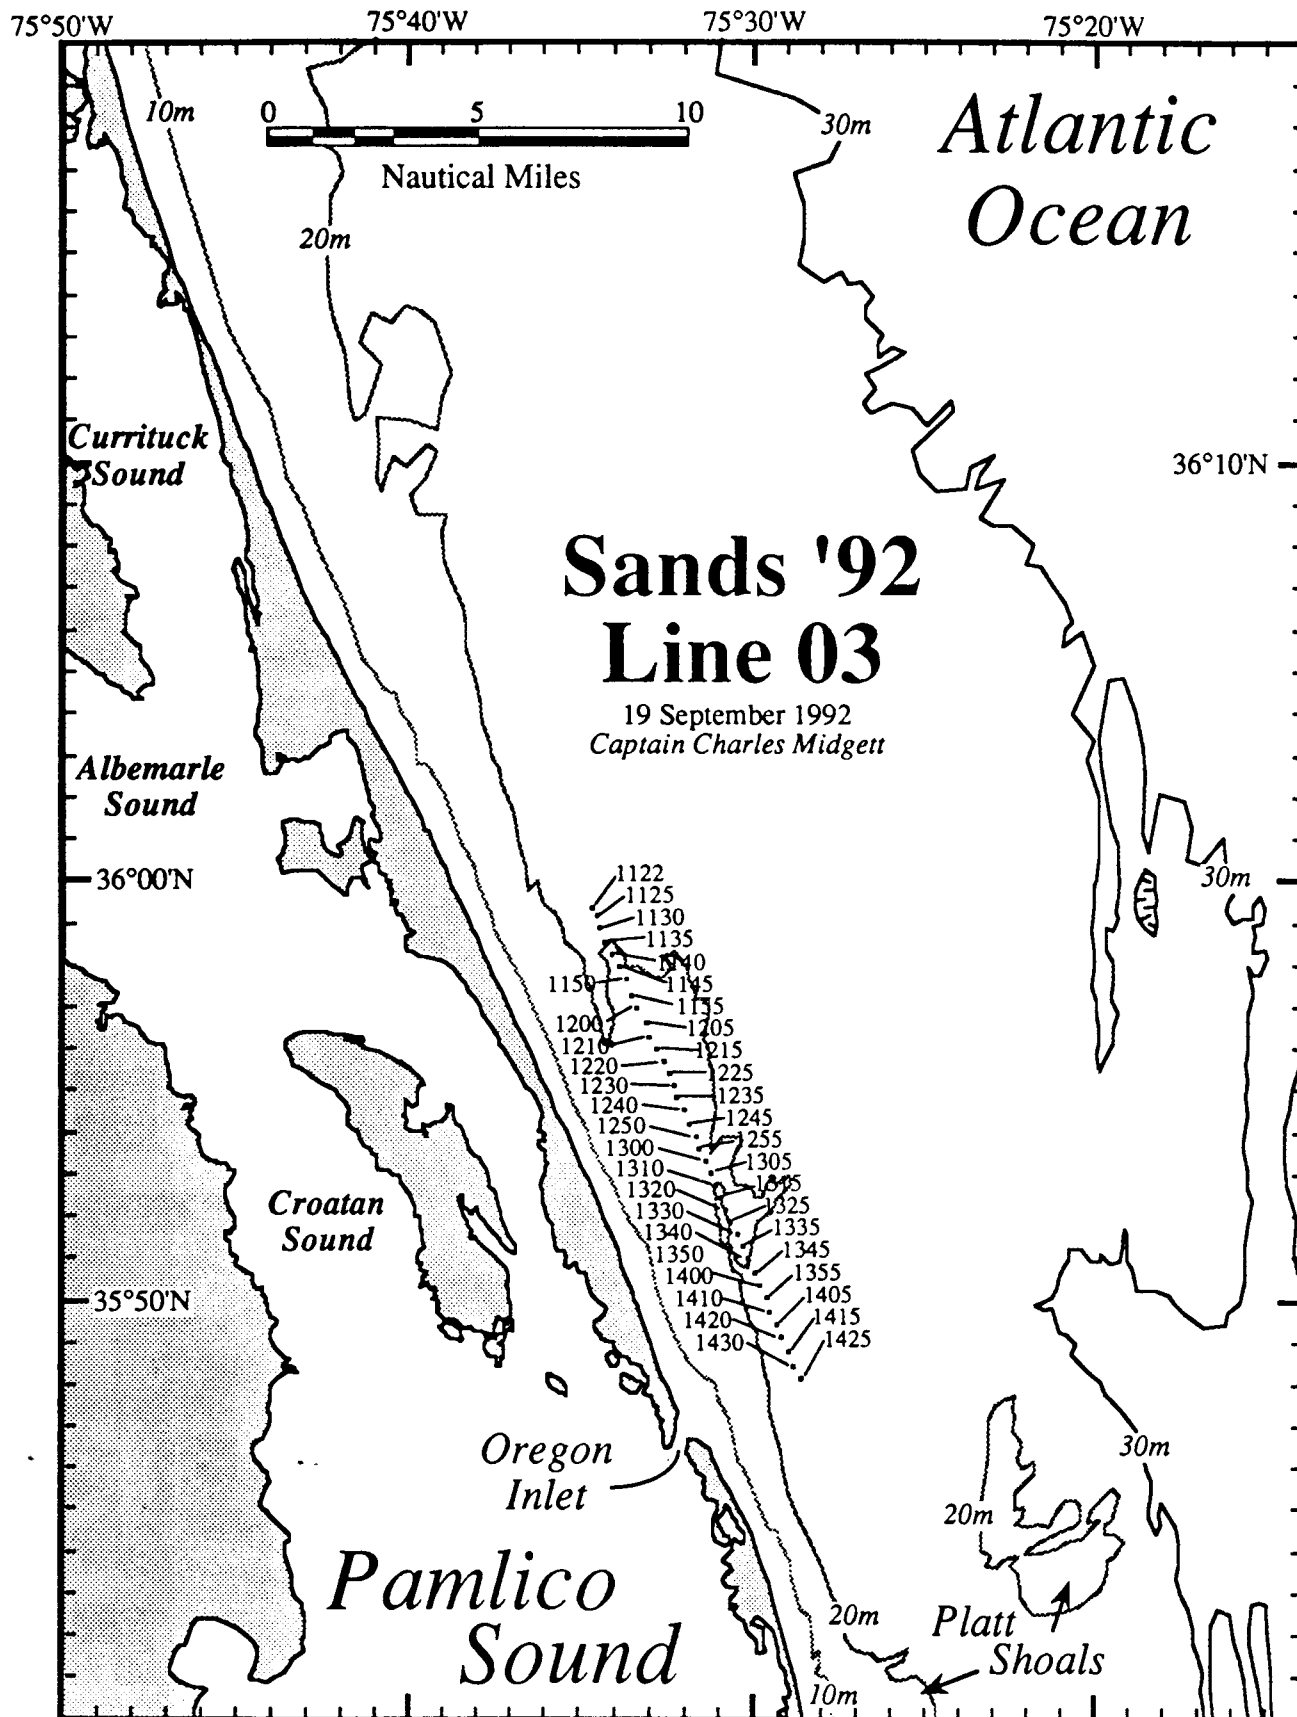 75°50'W 75°40'W 75°30'W 75°20'W
10m
0 5 10
Nautical Miles
30m
Atlantic
Ocean
20m
Currituck
Sound
36°10'N
Sands '92
Line 03
19 September 1992
Captain Charles Midgett
Albemarle
Sound
36°00'N
30m
1122
1125
1130
1135
1140
1150
1145
1155
1200
1205
1210
1215
1220
1225
1230
1235
1240
1245
1250
1255
1300
1305
1310
1315
1320
1325
1330
1335
1340
1345
1350
1355
1400
1405
1410
1415
1420
1425
1430
Croatan
Sound
35°50'N
Oregon
Inlet
30m
20m
Pamlico
Sound
20m
Platt
Shoals
10m